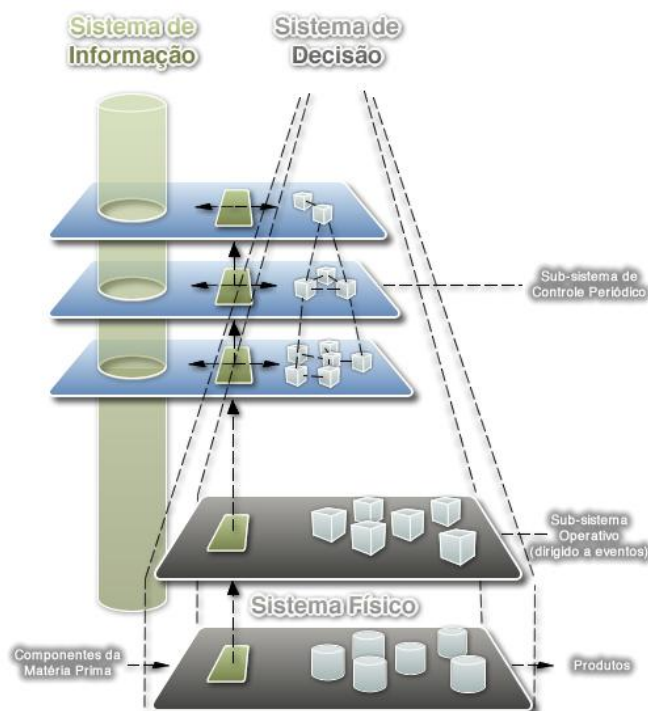 Sistema de
Informação
Sistema de
Decisão
Sub-sistema de
Controle Periódico
Sub-sistema
Operativo
(dirigido a eventos)
Sistema Físico
Componentes da
Matéria Prima
Produtos